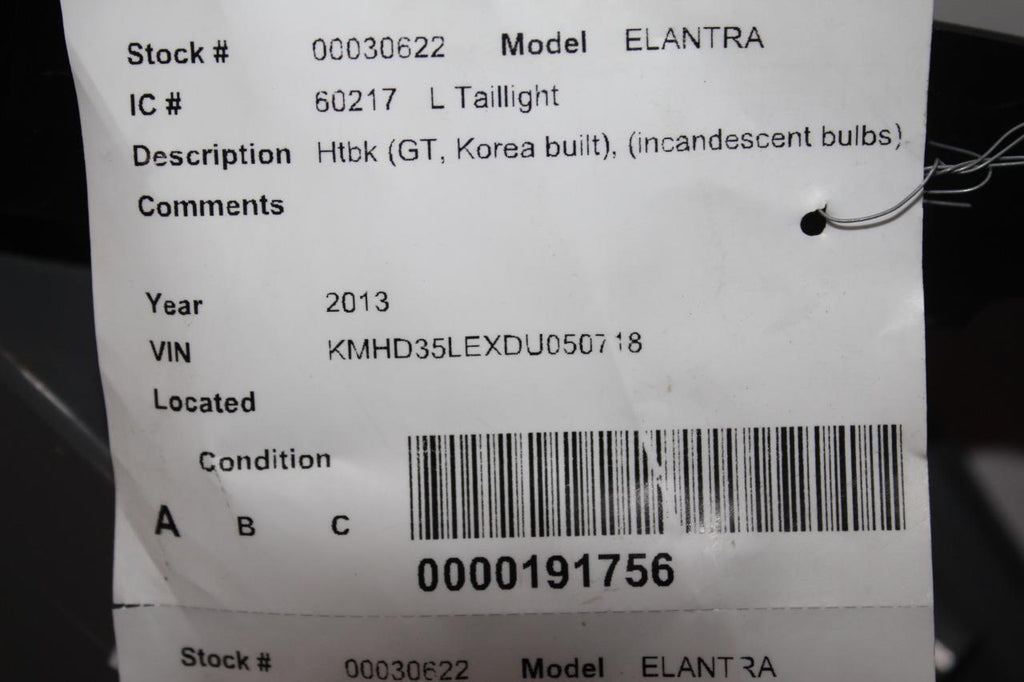 Stock # 00030622 Model ELANTRA
IC # 60217 L Taillight
Description Htbk (GT, Korea built), (incandescent bulbs)
Comments
Year 2013
VIN KMHD35LEXDU050718
Located
Condition
A B C
0000191756
Stock # 00030622 Model ELANTRA